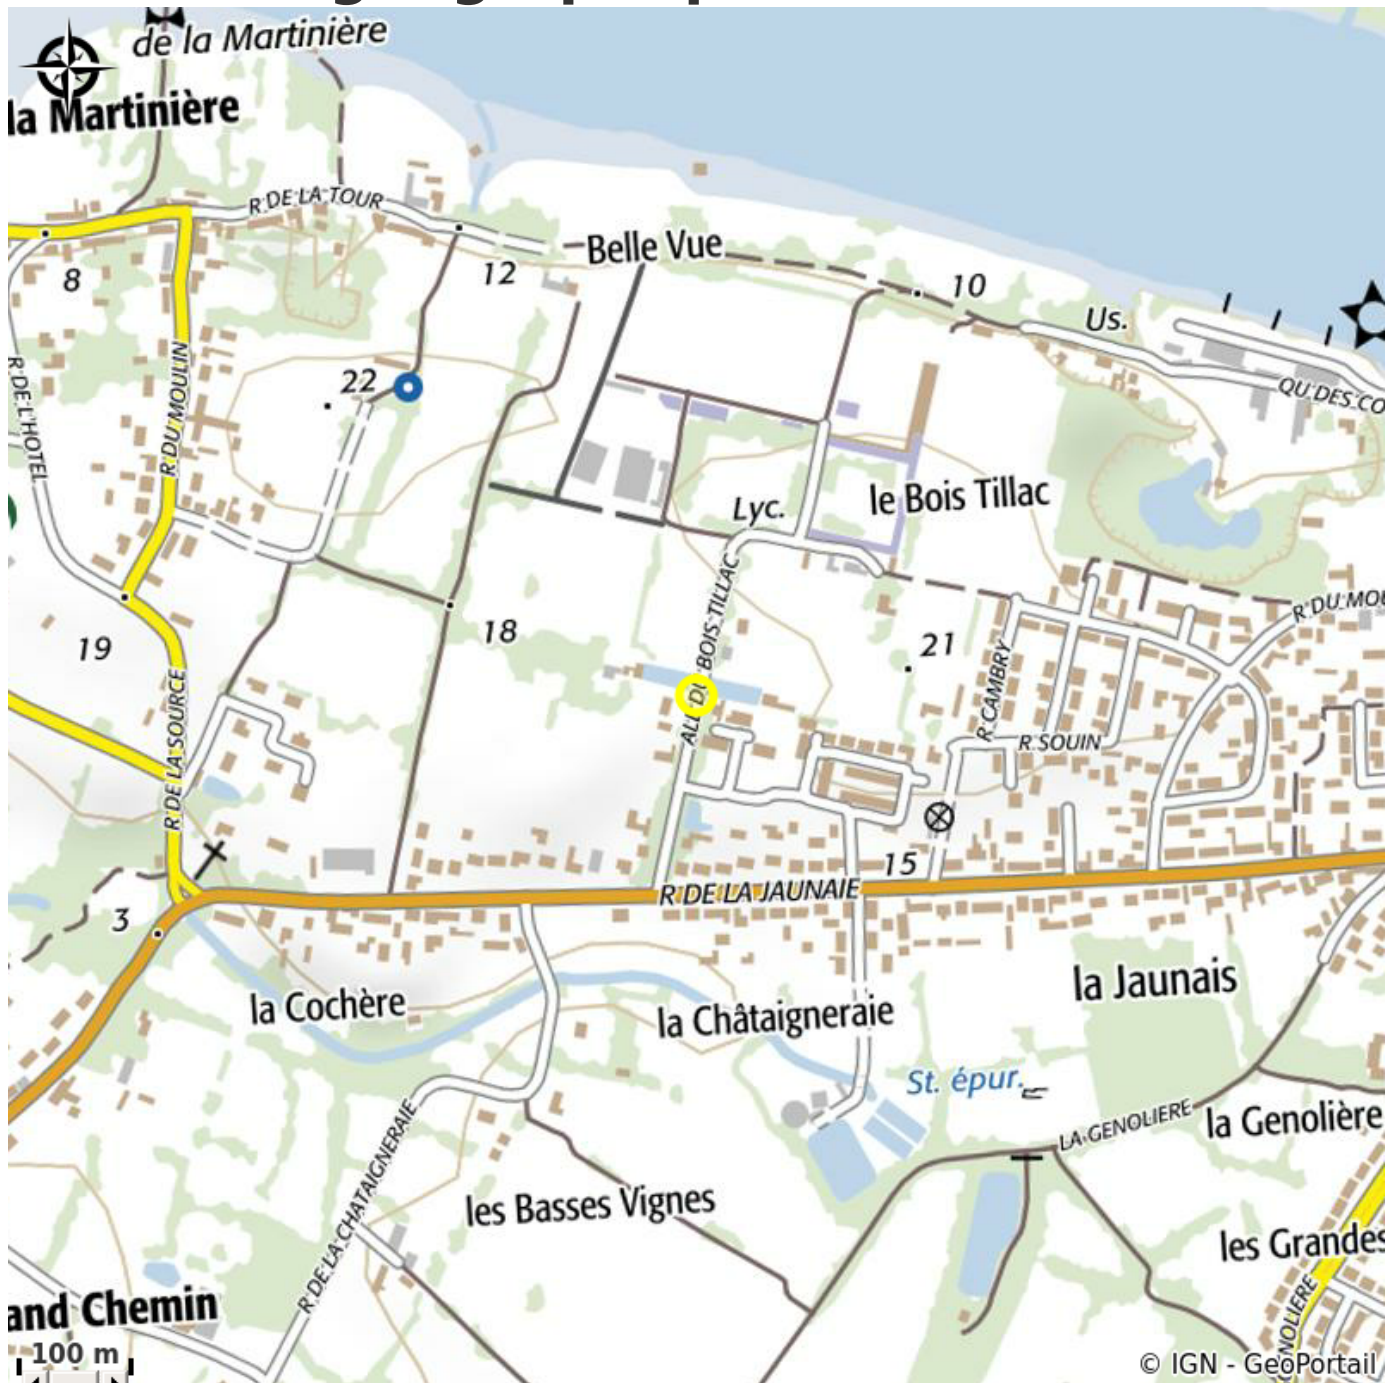 de la Martinière
la Martinière
R DE LA TOUR
Belle Vue
8
12
10
Us.
QU DES CO
22
R DU MOULIN
R DE L'HOTEL
Lyc.
le Bois Tillac
ALL DU BOIS TILLAC
R DU MOU
18
21
19
R CAMBRY
R SOUIN
R DE LA SOURCE
15
R DE LA JAUNAIE
3
la Cochère
la Châtaigneraie
la Jaunais
St. épur.
LA GENOLIERE
la Genolière
R DE LA CHATAIGNERAIE
les Basses Vignes
les Grandes
and Chemin
NOLIERE
100 m
© IGN - GéoPortail